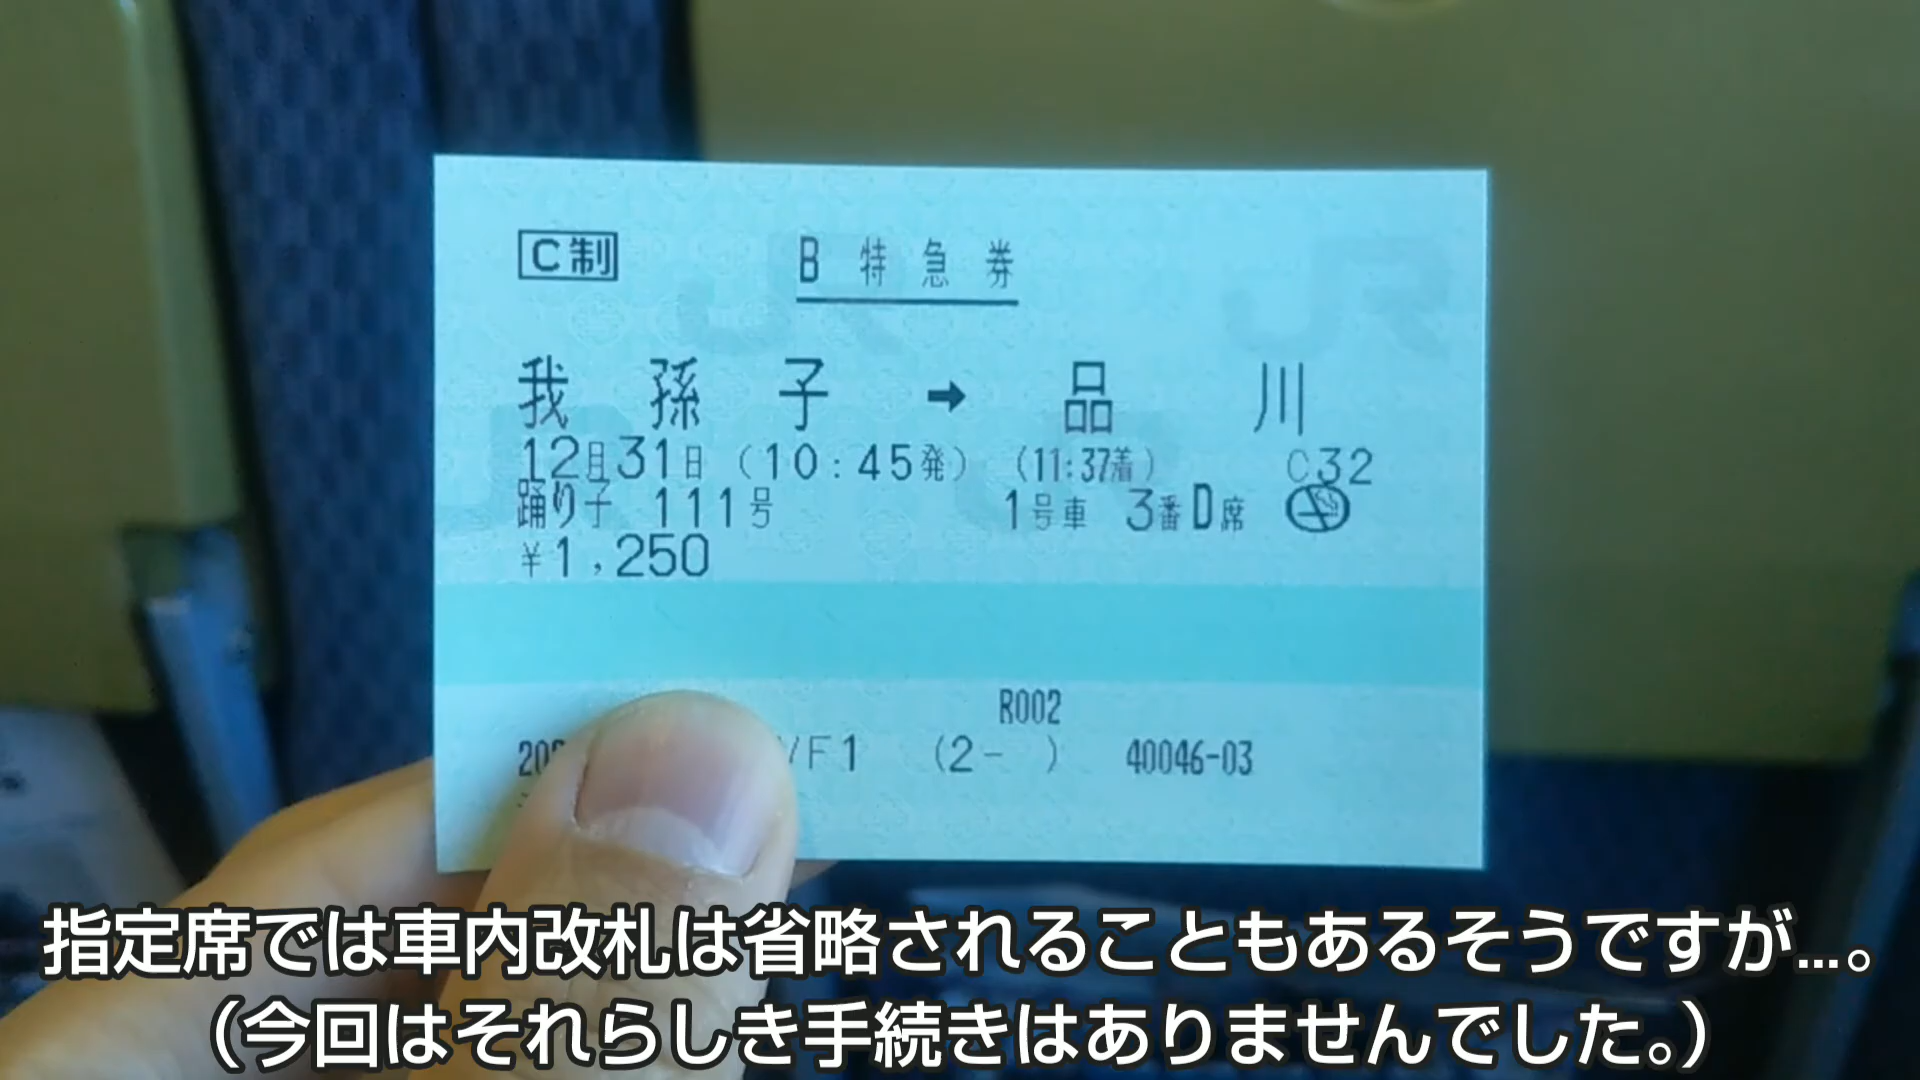 C制 B特急券
我孫子➡品川
12月31日(10:45発) (11:37着) C32
踊り子 111号 1号車 3番D席
¥1,250
R002
F1 (2- ) 40046-03
指定席では車内改札は省略されることもあるそうですが…。
(今回はそれらしき手続きはありませんでした。)